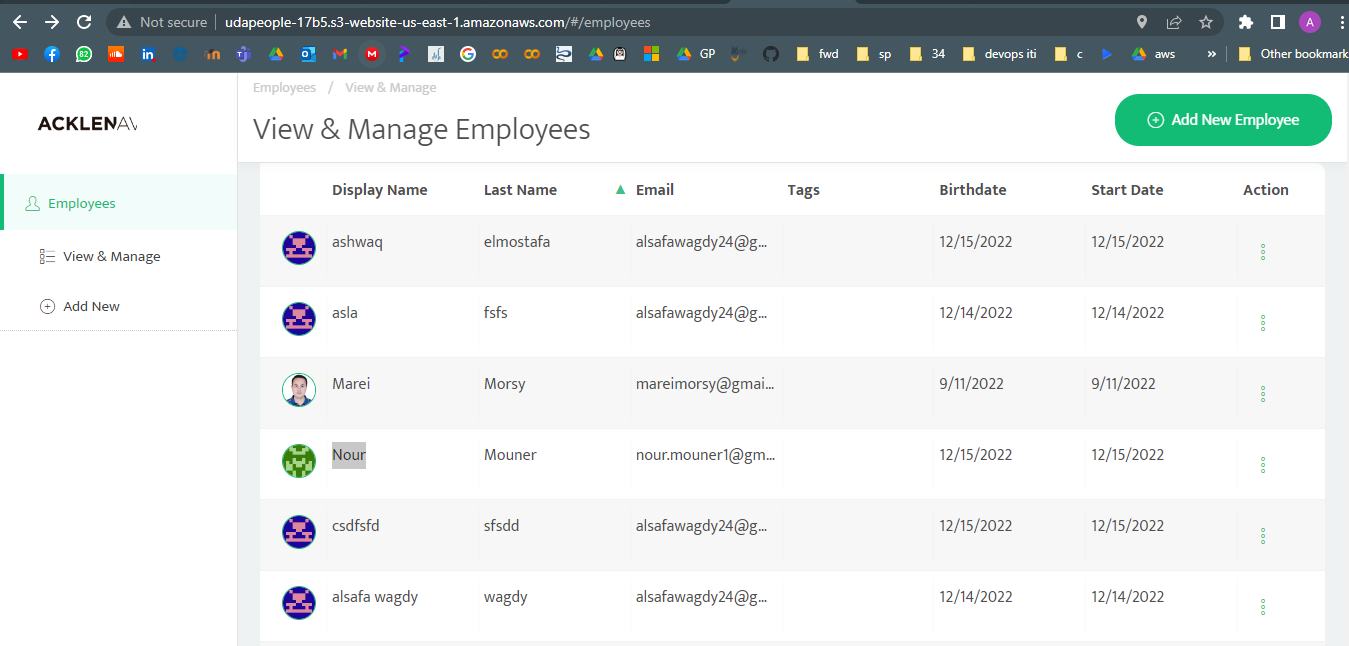 Not secure | udapeople-17b5.s3-website-us-east-1.amazonaws.com/#/employees
A
82 GP fwd sp 34 devops iti c aws » Other bookmark
ACKLENAV
Employees / View & Manage
View & Manage Employees
Add New Employee
Employees
View & Manage
Add New
Display Name Last Name Email Tags Birthdate Start Date Action
ashwaq elmostafa alsafawagdy24@g... 12/15/2022 12/15/2022
asla fsfs alsafawagdy24@g... 12/14/2022 12/14/2022
Marei Morsy mareimorsy@gmai... 9/11/2022 9/11/2022
Nour Mouner nour.mouner1@gm... 12/15/2022 12/15/2022
csdfsfd sfsdd alsafawagdy24@g... 12/15/2022 12/15/2022
alsafa wagdy wagdy alsafawagdy24@g... 12/14/2022 12/14/2022